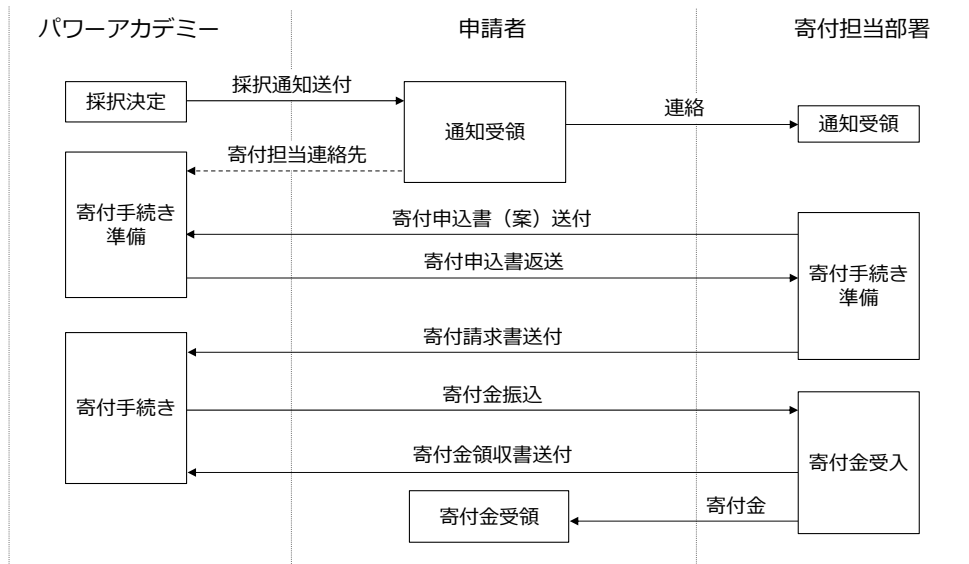 パワーアカデミー
申請者
寄付担当部署
採択決定
採択通知送付
通知受領
連絡
通知受領
寄付担当連絡先
寄付手続き
準備
寄付申込書（案）送付
寄付申込書返送
寄付手続き
準備
寄付請求書送付
寄付手続き
寄付金振込
寄付金領収書送付
寄付金受入
寄付金受領
寄付金